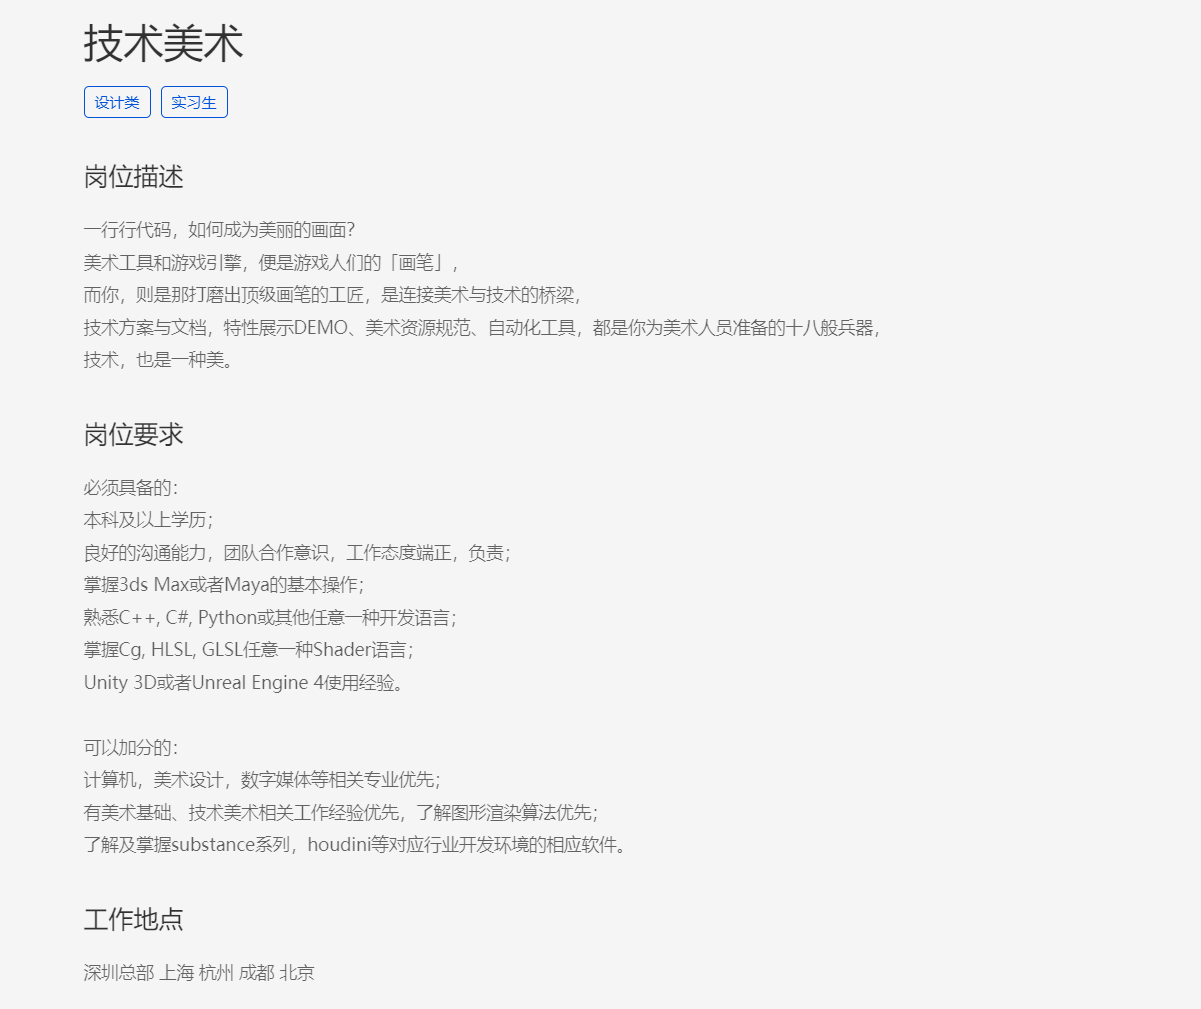 技术美术
设计类 实习生
岗位描述
一行行代码，如何成为美丽的画面？
美术工具和游戏引擎，便是游戏人们的「画笔」，
而你，则是那打磨出顶级画笔的工匠，是连接美术与技术的桥梁，
技术方案与文档，特性展示DEMO、美术资源规范、自动化工具，都是你为美术人员准备的十八般兵器，
技术，也是一种美。
岗位要求
必须具备的：
本科及以上学历；
良好的沟通能力，团队合作意识，工作态度端正，负责；
掌握3ds Max或者Maya的基本操作；
熟悉C++, C#, Python或其他任意一种开发语言；
掌握Cg, HLSL, GLSL任意一种Shader语言；
Unity 3D或者Unreal Engine 4使用经验。
可以加分的：
计算机，美术设计，数字媒体等相关专业优先；
有美术基础、技术美术相关工作经验优先，了解图形渲染算法优先；
了解及掌握substance系列，houdini等对应行业开发环境的相应软件。
工作地点
深圳总部 上海 杭州 成都 北京